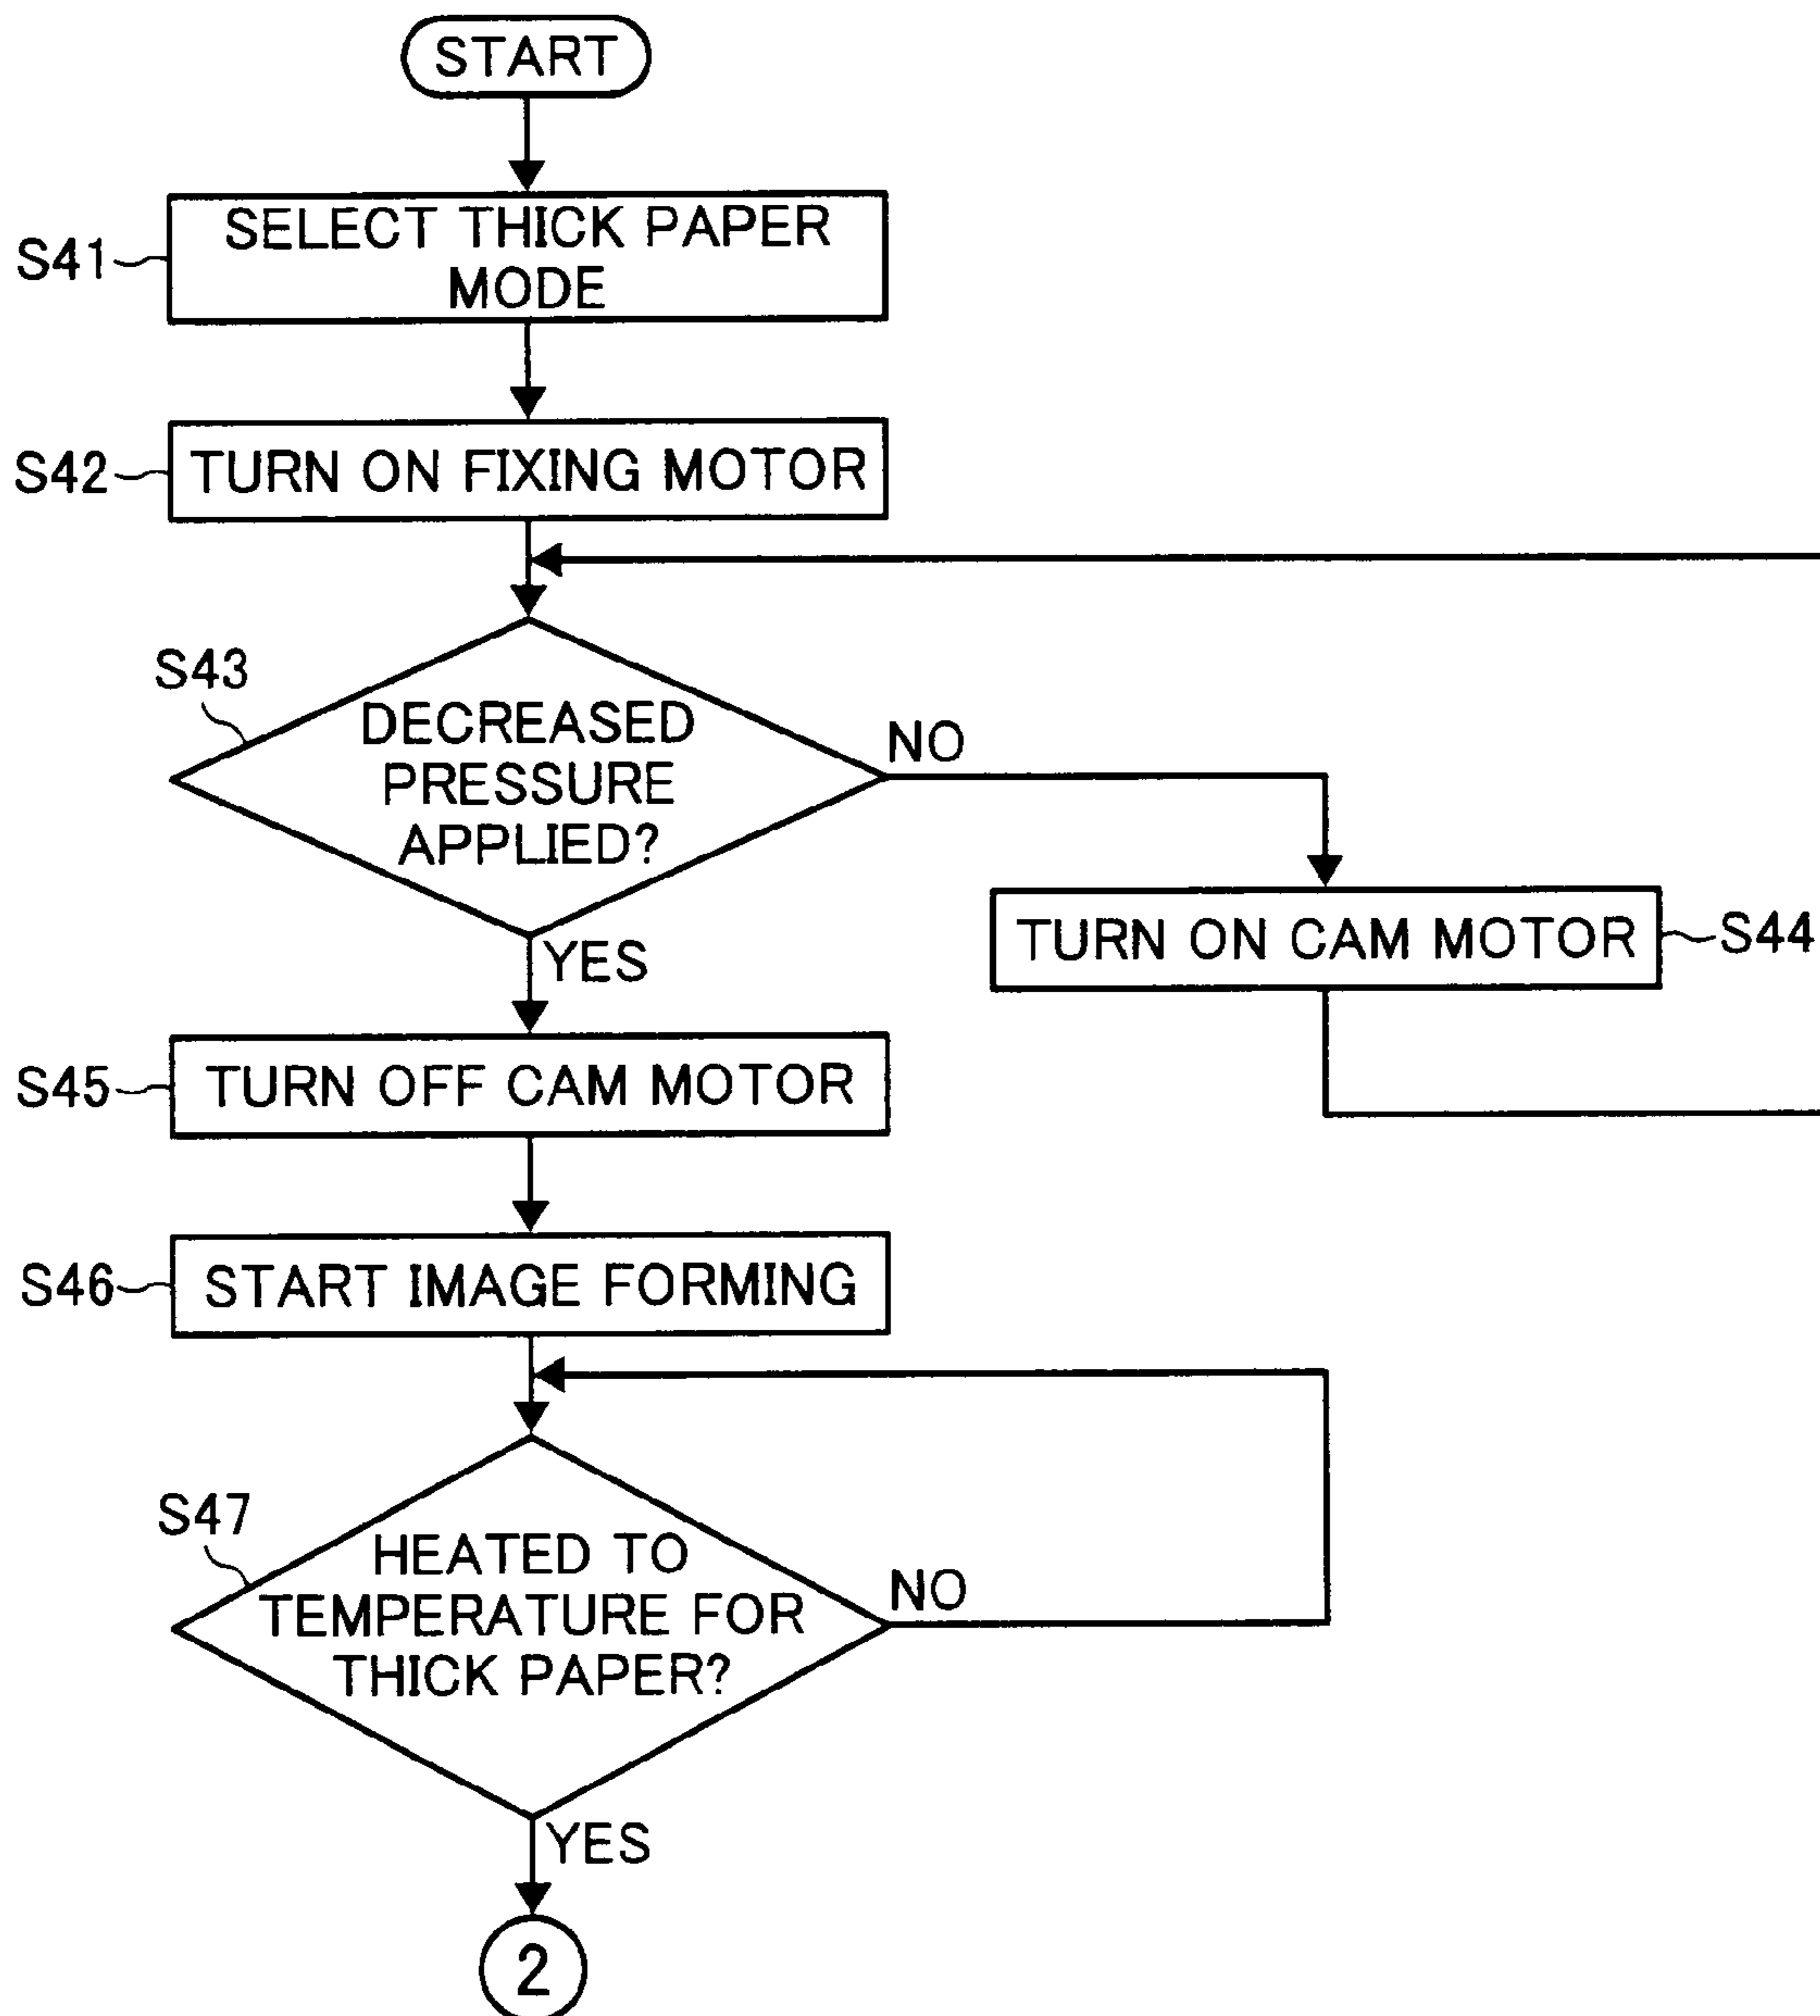 START
S41
SELECT THICK PAPER
MODE
S42
TURN ON FIXING MOTOR
S43
DECREASED
PRESSURE
APPLIED?
NO
TURN ON CAM MOTOR
S44
YES
S45
TURN OFF CAM MOTOR
S46
START IMAGE FORMING
S47
HEATED TO
TEMPERATURE FOR
THICK PAPER?
NO
YES
2